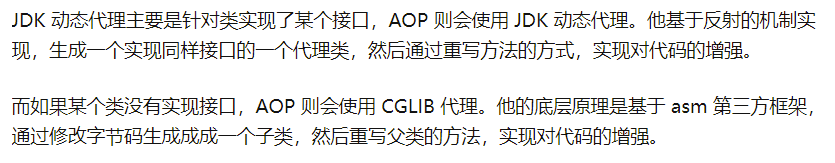 JDK 动态代理主要是针对类实现了某个接口，AOP 则会使用 JDK 动态代理。他基于反射的机制实
现，生成一个实现同样接口的一个代理类，然后通过重写方法的方式，实现对代码的增强。
而如果某个类没有实现接口，AOP 则会使用 CGLIB 代理。他的底层原理是基于 asm 第三方框架，
通过修改字节码生成成成一个子类，然后重写父类的方法，实现对代码的增强。